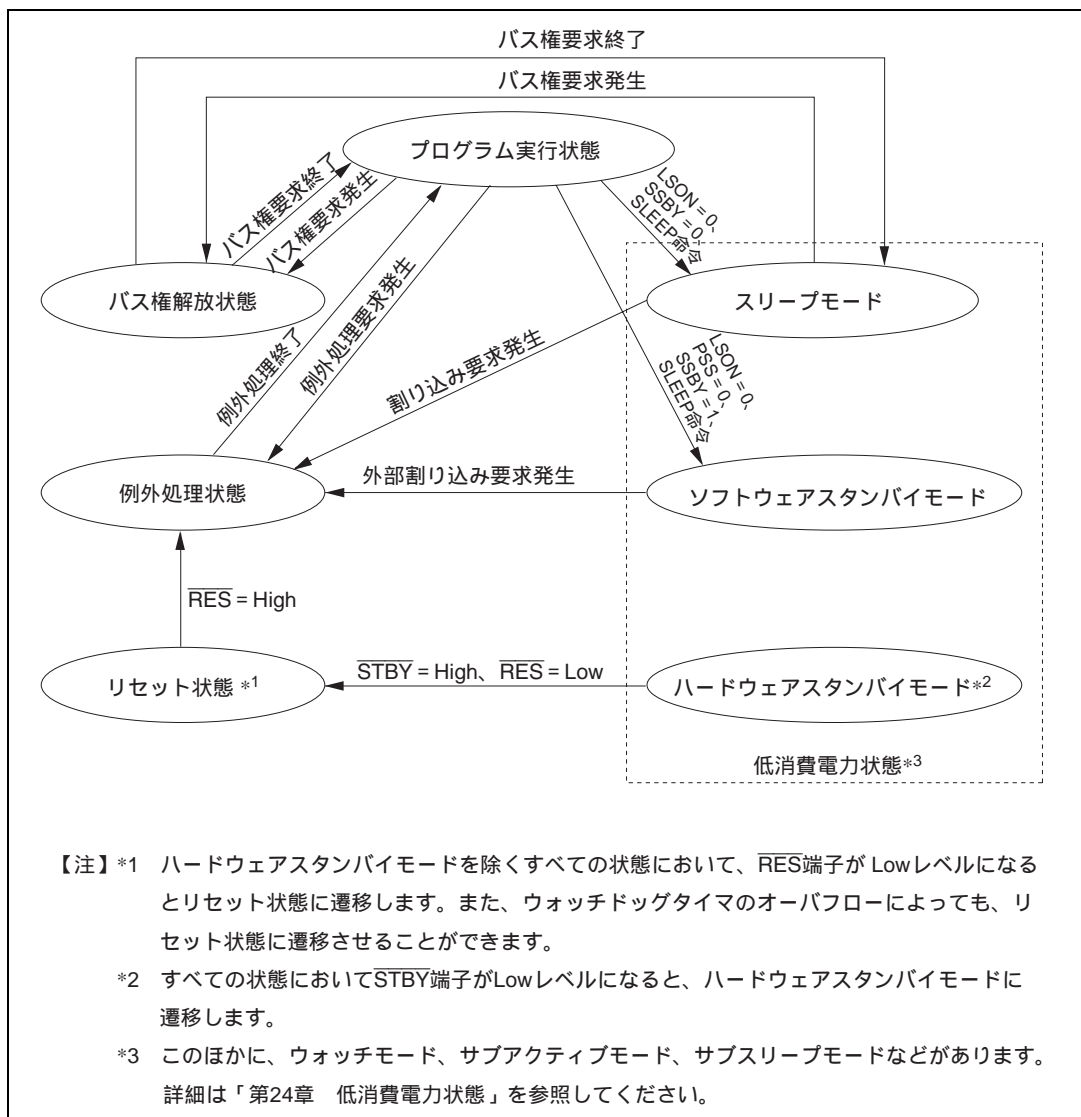 バス権要求終了
バス権要求発生
プログラム実行状態
バス権要求終了
バス権要求発生
LSON = 0、
SSBY = 0、
SLEEP命令
バス権解放状態
スリープモード
例外処理終了
例外処理要求発生
割り込み要求発生
LSON = 0、
PSS = 0、
SSBY = 1、
SLEEP命令
例外処理状態
外部割り込み要求発生
ソフトウェアスタンバイモード
RES = High
リセット状態 *1
STBY = High、RES = Low
ハードウェアスタンバイモード*2
低消費電力状態*3
【注】*1 ハードウェアスタンバイモードを除くすべての状態において、RES端子が Lowレベルになる
とリセット状態に遷移します。また、ウォッチドッグタイマのオーバフローによっても、リ
セット状態に遷移させることができます。
*2 すべての状態においてSTBY端子がLowレベルになると、ハードウェアスタンバイモードに
遷移します。
*3 このほかに、ウォッチモード、サブアクティブモード、サブスリープモードなどがあります。
詳細は「第24章 低消費電力状態」を参照してください。